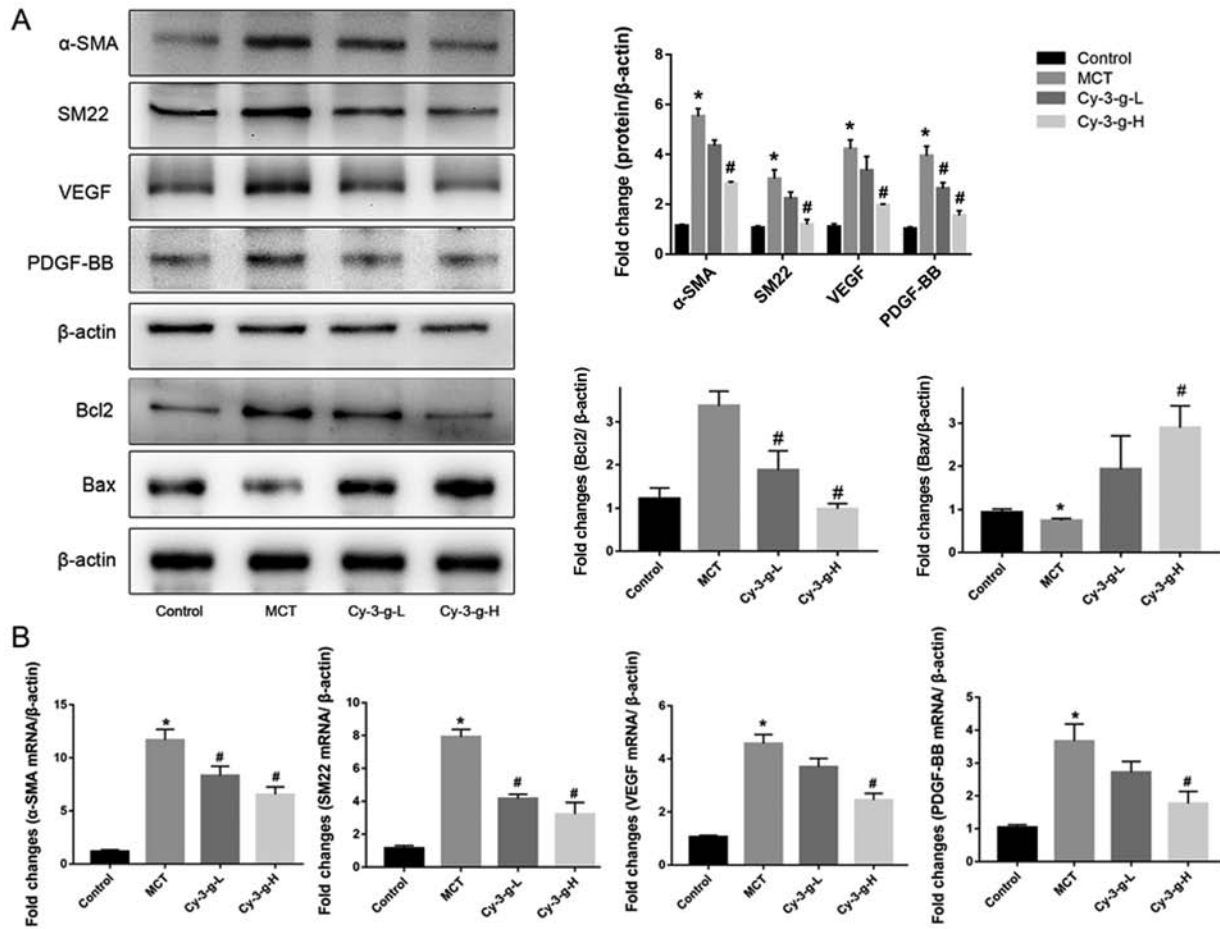 A
α-SMA
SM22
VEGF
PDGF-BB
β-actin
Bcl2
Bax
β-actin
Control MCT Cy-3-g-L Cy-3-g-H
Fold change (protein/β-actin)
8
6
4
2
0
* # * # * # * # #
α-SMA SM22 VEGF PDGF-BB
Control
MCT
Cy-3-g-L
Cy-3-g-H
Fold changes (Bcl2/ β-actin)
3
2
1
0
# #
Control MCT Cy-3-g-L Cy-3-g-H
Fold changes (Bax/β-actin)
3
2
1
0
* #
Control MCT Cy-3-g-L Cy-3-g-H
B
Fold changes (α-SMA mRNA/β-actin)
15
10
5
0
* # #
Control MCT Cy-3-g-L Cy-3-g-H
Fold changes (SM22 mRNA/ β-actin)
10
8
6
4
2
0
* # #
Control MCT Cy-3-g-L Cy-3-g-H
Fold changes (VEGF mRNA/ β-actin)
6
4
2
0
* #
Control MCT Cy-3-g-L Cy-3-g-H
Fold changes (PDGF-BB mRNA/ β-actin)
5
4
3
2
1
0
* #
Control MCT Cy-3-g-L Cy-3-g-H